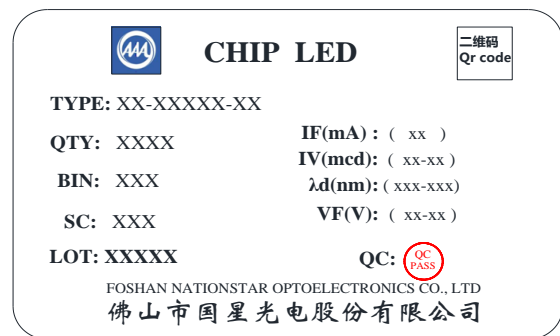 CHIP LED
二维码
Qr code
TYPE: XX-XXXXX-XX
QTY: XXXX
BIN: XXX
SC: XXX
LOT: XXXXX
IF(mA) : ( xx )
IV(mcd): ( xx-xx )
λd(nm): ( xxx-xxx)
VF(V): ( xx-xx )
QC: QC
PASS
FOSHAN NATIONSTAR OPTOELECTRONICS CO., LTD
佛山市国星光电股份有限公司